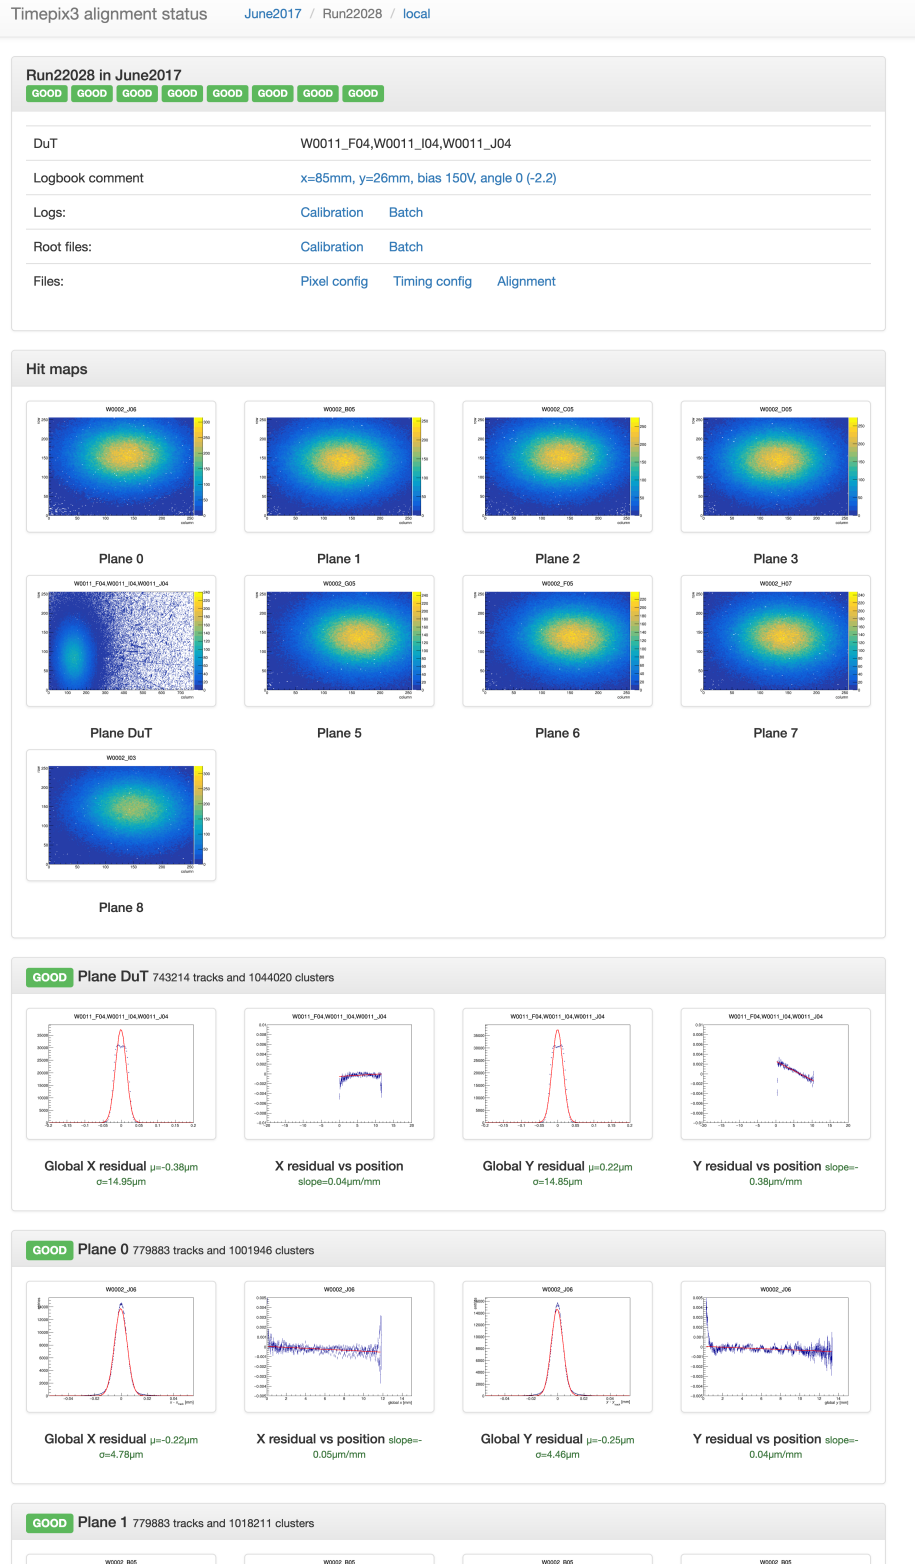 Timepix3 alignment status June2017 / Run22028 / local
Run22028 in June2017
GOOD GOOD GOOD GOOD GOOD GOOD GOOD GOOD
DuT W0011_F04,W0011_I04,W0011_J04
Logbook comment x=85mm, y=26mm, bias 150V, angle 0 (-2.2)
Logs: Calibration Batch
Root files: Calibration Batch
Files: Pixel config Timing config Alignment
Hit maps
W0002_J06 W0002_B05 W0002_C05 W0002_D05
Plane 0 Plane 1 Plane 2 Plane 3
W0011_F04,W0011_I04,W0011_J04 W0002_G05 W0002_F05 W0002_H07
Plane DuT Plane 5 Plane 6 Plane 7
W0002_I03
Plane 8
GOOD Plane DuT 743214 tracks and 1044020 clusters
W0011_F04,W0011_I04,W0011_J04 W0011_F04,W0011_I04,W0011_J04 W0011_F04,W0011_I04,W0011_J04 W0011_F04,W0011_I04,W0011_J04
Global X residual μ=-0.38μm X residual vs position Global Y residual μ=0.22μm Y residual vs position slope=-
σ=14.95μm slope=0.04μm/mm σ=14.85μm 0.38μm/mm
GOOD Plane 0 779883 tracks and 1001946 clusters
W0002_J06 W0002_J06 W0002_J06 W0002_J06
Global X residual μ=-0.22μm X residual vs position slope=- Global Y residual μ=-0.25μm Y residual vs position slope=-
σ=4.78μm 0.05μm/mm σ=4.46μm 0.04μm/mm
GOOD Plane 1 779883 tracks and 1018211 clusters
W0002_B05 W0002_B05 W0002_B05 W0002_B05